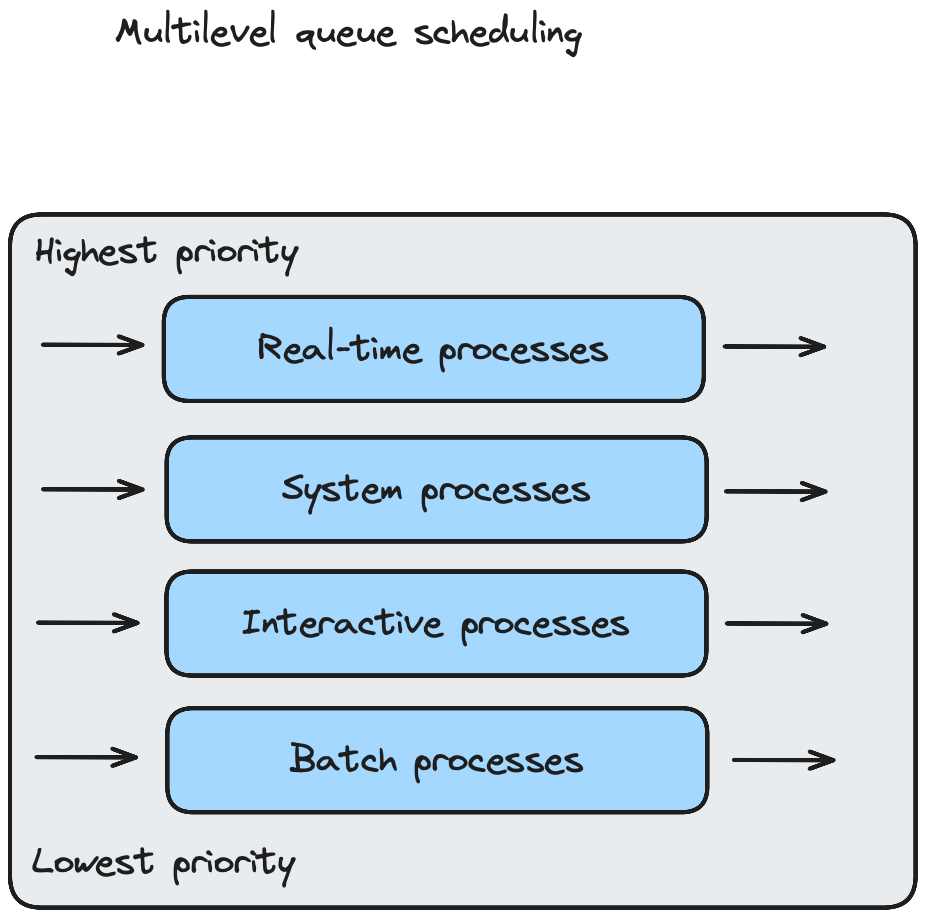 Multilevel queue scheduling
Highest priority
Real-time processes
System processes
Interactive processes
Batch processes
Lowest priority